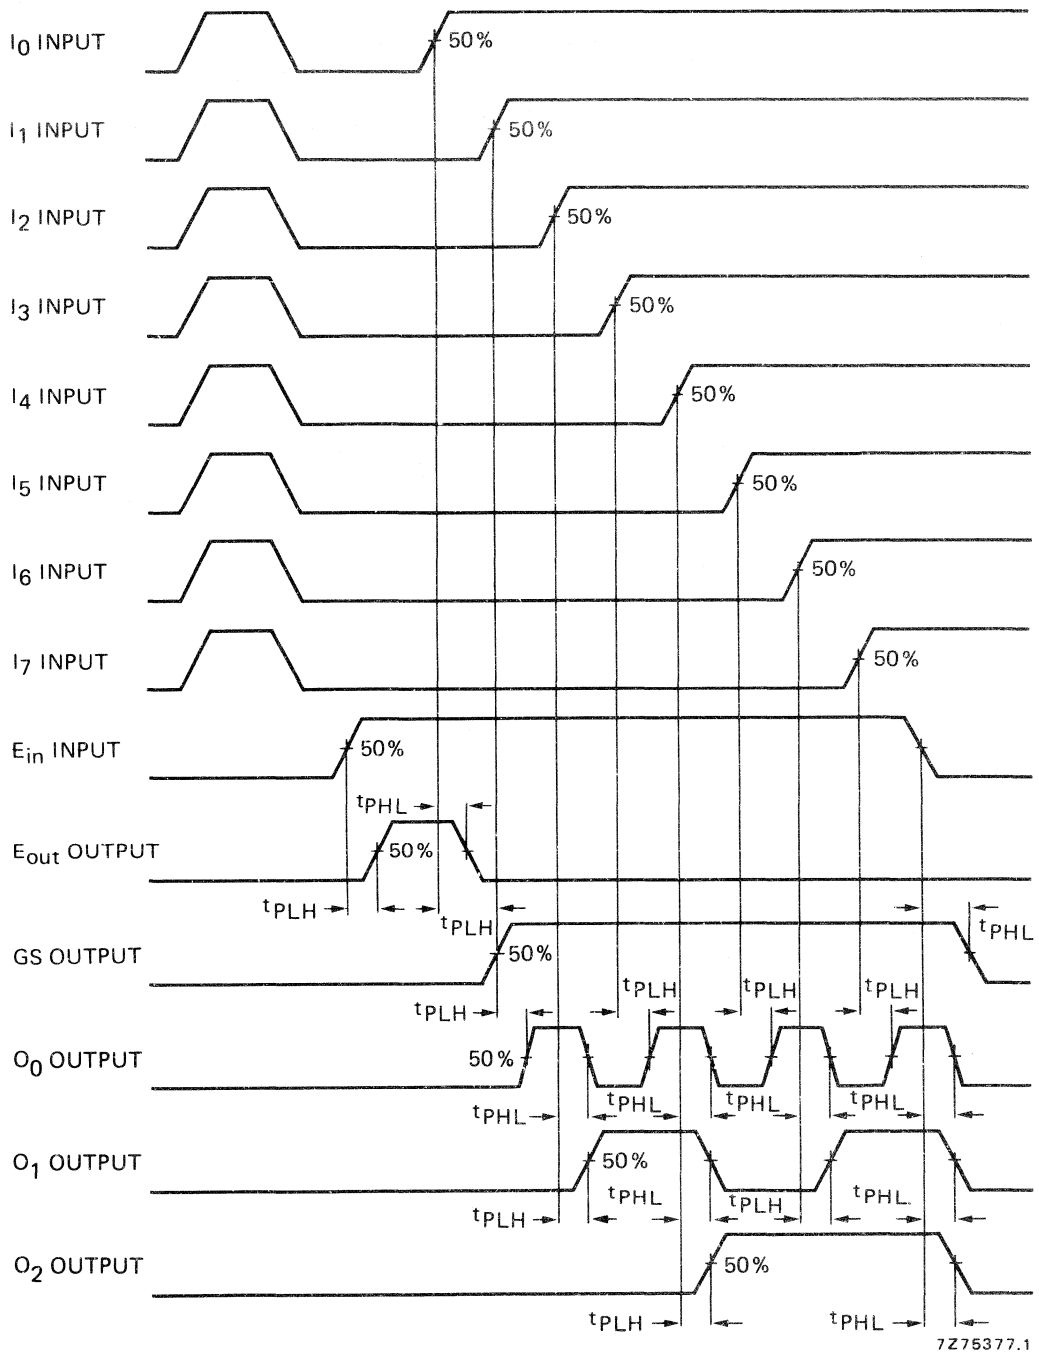 I0 INPUT 50%
I1 INPUT 50%
I2 INPUT 50%
I3 INPUT 50%
I4 INPUT 50%
I5 INPUT 50%
I6 INPUT 50%
I7 INPUT 50%
Ein INPUT 50%
tPHL
Eout OUTPUT 50%
tPLH tPLH tPHL
GS OUTPUT 50%
tPLH tPLH tPLH tPLH
O0 OUTPUT 50%
tPHL tPHL tPHL tPHL
O1 OUTPUT 50%
tPLH tPHL tPLH tPHL
O2 OUTPUT 50%
tPLH tPHL
7Z75377.1